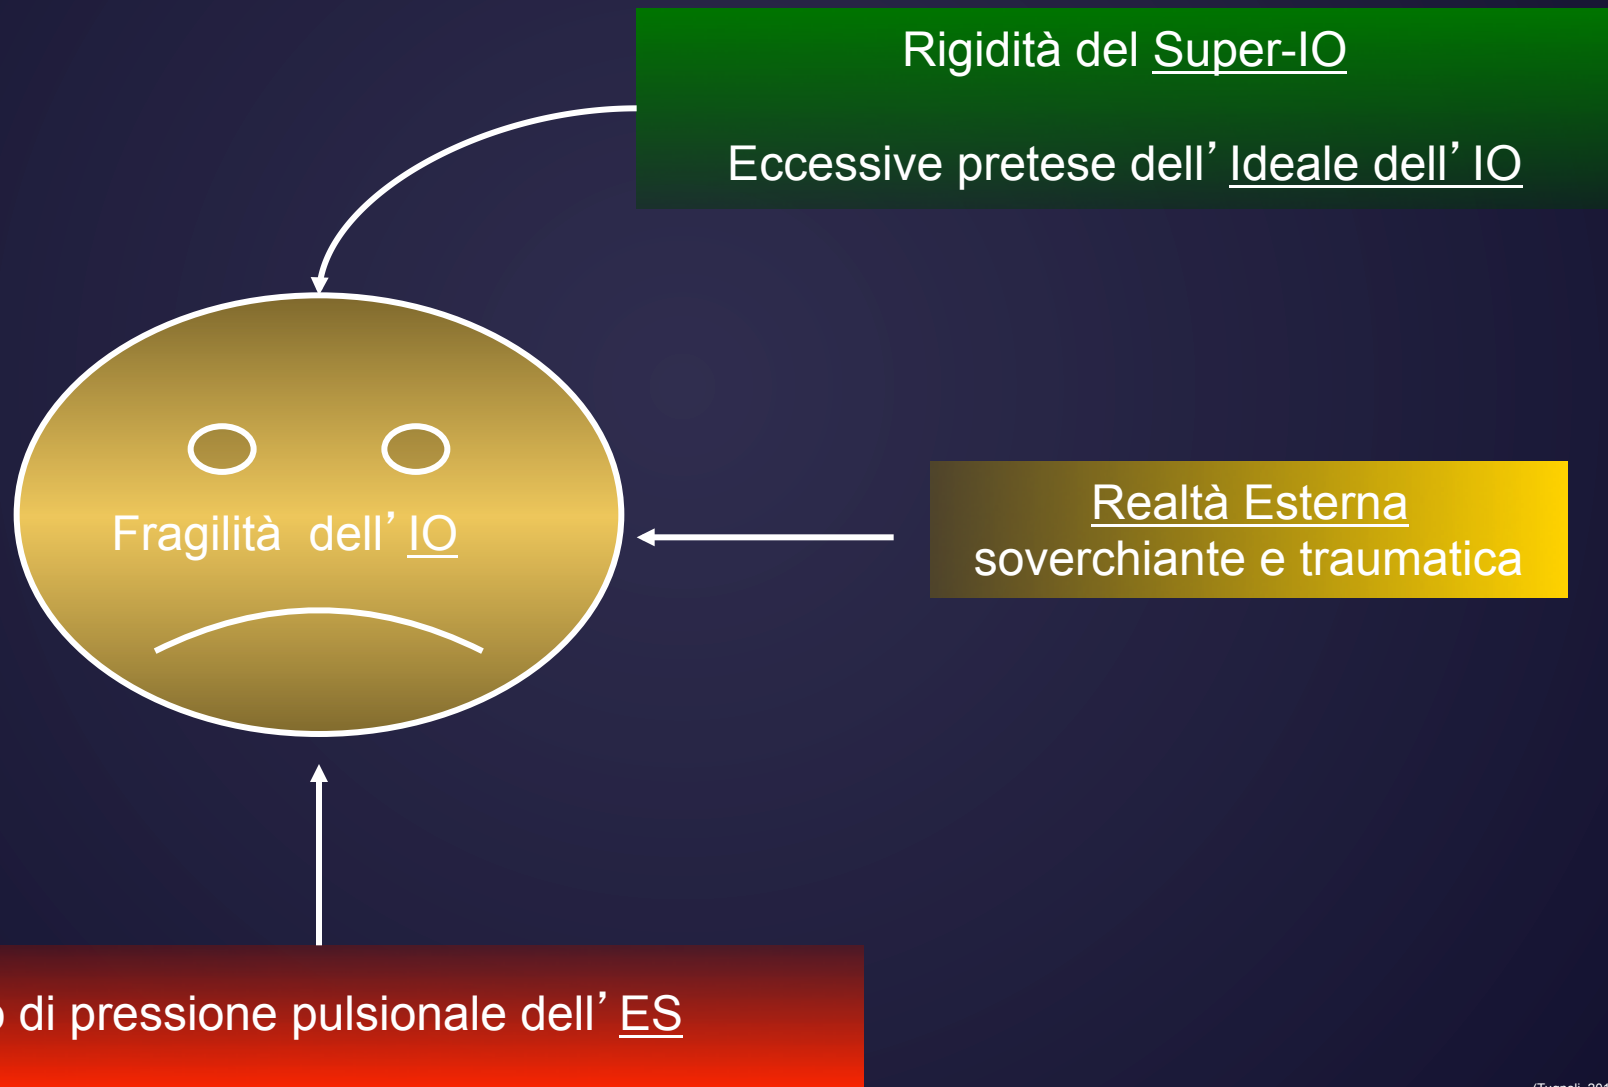 Rigidità del Super-IO
Eccessive pretese dell’Ideale dell’IO
Fragilità dell’IO
Realtà Esterna
soverchiante e traumatica
di pressione pulsionale dell’ES